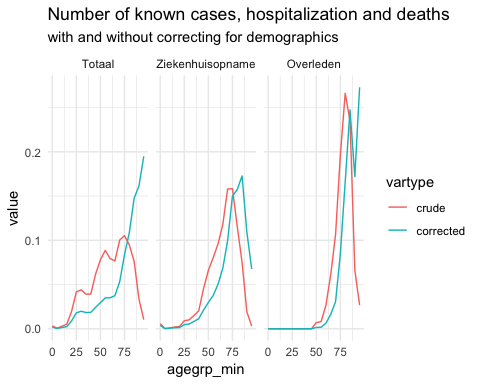 Number of known cases, hospitalization and deaths
with and without correcting for demographics
Totaal Ziekenhuisopname Overleden
0.2
0.1
0.0
value
0 25 50 75 0 25 50 75 0 25 50 75
agegrp_min
vartype
crude
corrected